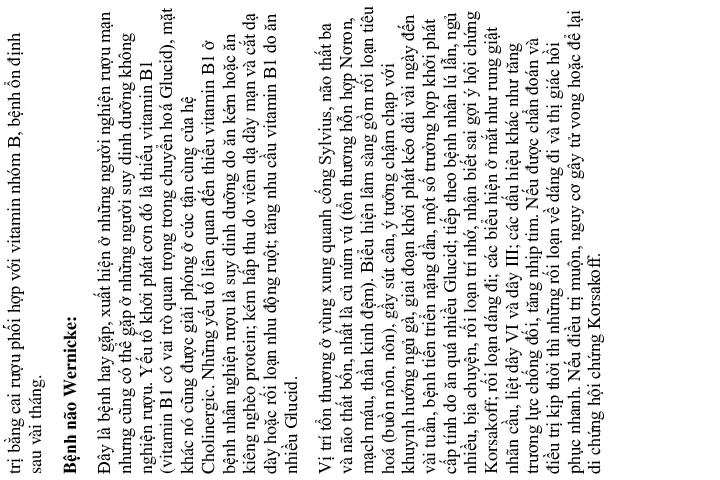 trị bằng cai rượu phối hợp với vitamin nhóm B, bệnh ổn định
sau vài tháng.
Bệnh não Wernicke:
Đây là bệnh hay gặp, xuất hiện ở những người nghiện rượu mạn
nhưng cũng có thể gặp ở những người suy dinh dưỡng không
nghiện rượu. Yếu tố khởi phát cơn đó là thiếu vitamin B1
(vitamin B1 có vai trò quan trọng trong chuyển hoá Glucid), mặt
khác nó cũng được giải phóng ở cúc tận cùng của hệ
Cholinergic. Những yếu tố liên quan đến thiếu vitamin B1 ở
bệnh nhân nghiện rượu là suy dinh dưỡng do ăn kém hoặc ăn
kiêng nghèo protein; kém hấp thu do viêm dạ dày mạn và cắt dạ
dày hoặc rối loạn nhu động ruột; tăng nhu cầu vitamin B1 do ăn
nhiều Glucid.
Vị trí tổn thương ở vùng xung quanh cống Sylvius, não thất ba
và não thất bốn, nhất là củ núm vú (tổn thương hỗn hợp Noron,
mạch máu, thần kinh đệm). Biểu hiện lâm sàng gồm rối loạn tiêu
hoá (buồn nôn, nôn), gầy sút cân, ý tưởng chậm chạp với
khuynh hướng ngủ gà, giai đoạn khởi phát kéo dài vài ngày đến
vài tuần, bệnh tiến triển nặng dần, một số trường hợp khởi phát
cấp tính do ăn quá nhiều Glucid; tiếp theo bệnh nhân lú lẫn, ngủ
nhiều, bịa chuyện, rối loạn trí nhớ, nhận biết sai gợi ý hội chứng
Korsakoff; rối loạn dáng đi; các biểu hiện ở mắt như rung giật
nhãn cầu, liệt dây VI và dây III; các dấu hiệu khác như tăng
trương lực chống đối, tăng nhịp tim. Nếu được chẩn đoán và
điều trị kịp thời thì những rối loạn về dáng đi và thị giác hồi
phục nhanh. Nếu điều trị muộn, nguy cơ gây tử vong hoặc để lại
di chứng hội chứng Korsakoff.